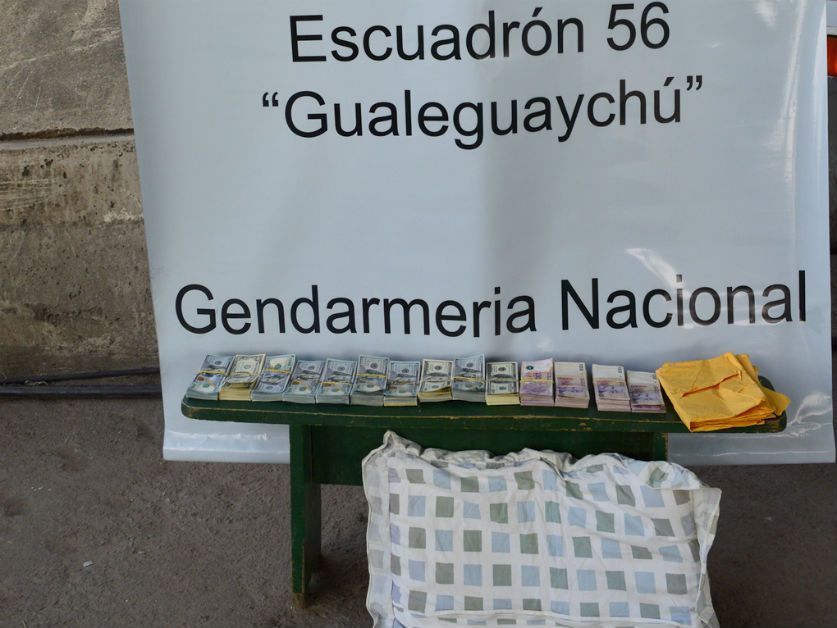 Escuadrón 56
“Gualeguaychú”
Gendarmeria Nacional